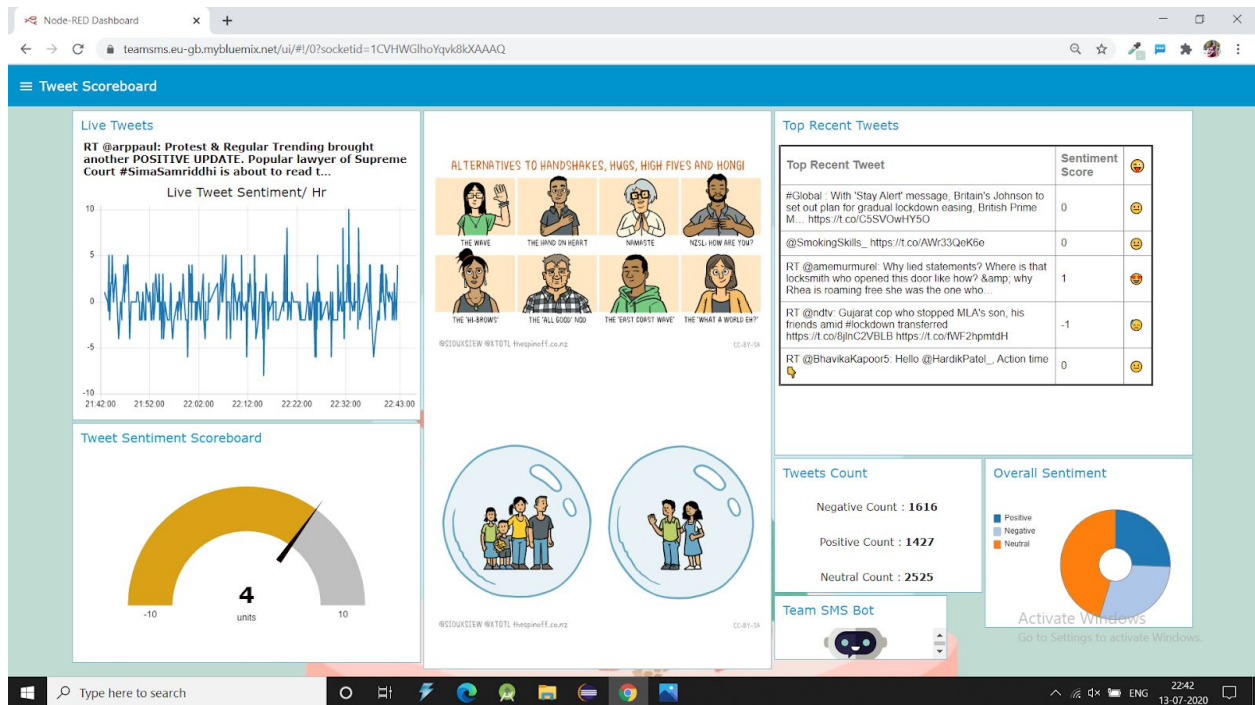 Node-RED Dashboard
teamsms.eu-gb.mybluemix.net/ui/#!/0?socketid=1CVHWGlhoYqvk8kXAAAQ
Tweet Scoreboard
Live Tweets
RT @arppaul: Protest & Regular Trending brought
another POSITIVE UPDATE. Popular lawyer of Supreme
Court #SimaSamriddhi is about to read t...
Live Tweet Sentiment/ Hr
10
5
0
-5
-10
21:42:00 21:52:00 22:02:00 22:12:00 22:22:00 22:32:00 22:43:00
Tweet Sentiment Scoreboard
4
units
-10
10
ALTERNATIVES TO HANDSHAKES, HUGS, HIGH FIVES AND HONGI
THE WAVE
THE HAND ON HEART
NAMASTE
NZSL: HOW ARE YOU?
THE 'HI-BROWS'
THE 'ALL GOOD' NOD
THE 'EAST COAST WAVE'
THE 'WHAT A WORLD EH?'
@SIOUXSIEW @XTOTL thespinoff.co.nz
CC-BY-SA
@SIOUXSIEW @XTOTL thespinoff.co.nz
CC-BY-SA
Top Recent Tweets
Top Recent Tweet
Sentiment
Score
#Global : With 'Stay Alert' message, Britain's Johnson to
set out plan for gradual lockdown easing, British Prime
M... https://t.co/C5SVOwHY5O
0
@SmokingSkills_ https://t.co/AWr33QeK6e
0
RT @amemurmurel: Why lied statements? Where is that
locksmith who opened this door like how? &amp; why
Rhea is roaming free she was the one who...
1
RT @ndtv: Gujarat cop who stopped MLA's son, his
friends amid #lockdown transferred
https://t.co/8jlnC2VBLB https://t.co/fWF2hpmtdH
-1
RT @BhavikaKapoor5: Hello @HardikPatel_, Action time
0
Tweets Count
Negative Count : 1616
Positive Count : 1427
Neutral Count : 2525
Team SMS Bot
Overall Sentiment
Positive
Negative
Neutral
Activate Windows
Go to Settings to activate Windows.
Type here to search
ENG
22:42
13-07-2020